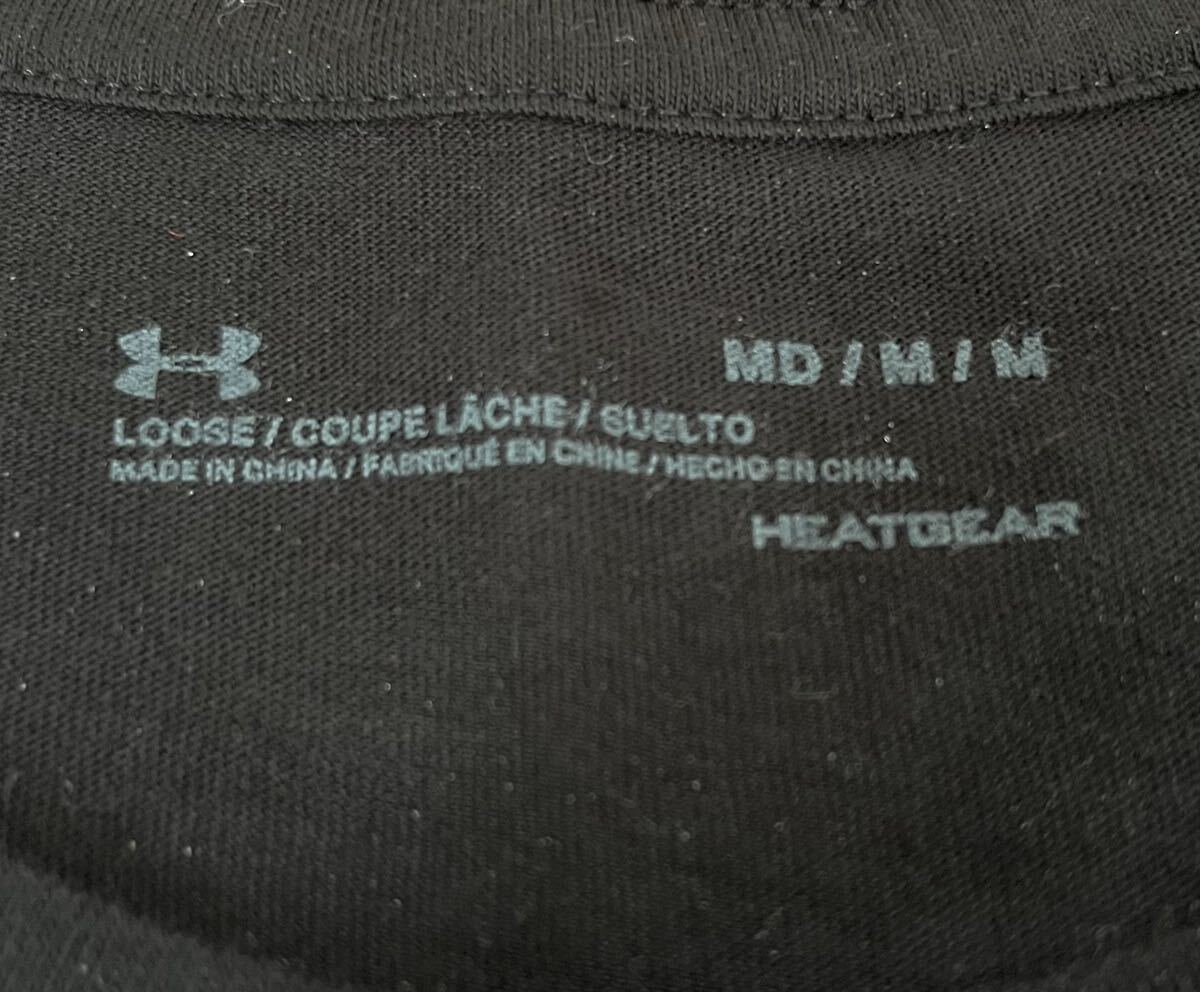 MD / M / M
LOOSE / COUPE LÂCHE / SUELTO
MADE IN CHINA / FABRIQUÉ EN CHINE / HECHO EN CHINA
HEATGEAR